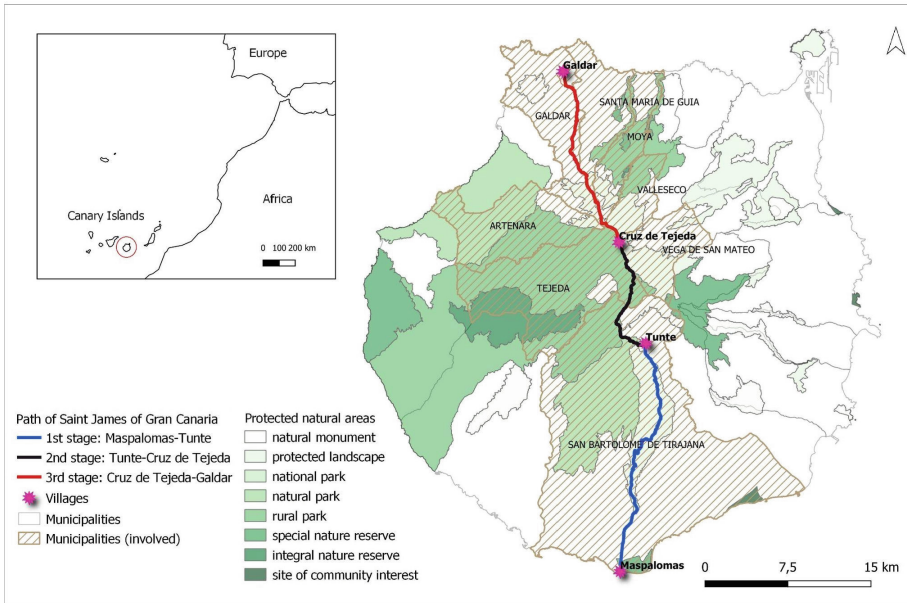 Europe
Africa
Canary Islands
0 100 200 km
Galdar
SANTA MARIA DE GUIA
GALDAR
MOYA
VALLESECO
ARTENARA
Cruz de Tejeda
VEGA DE SAN MATEO
TEJEDA
Tunte
SAN BARTOLOME DE TIRAJANA
Maspalomas
Path of Saint James of Gran Canaria
1st stage: Maspalomas-Tunte
2nd stage: Tunte-Cruz de Tejeda
3rd stage: Cruz de Tejeda-Galdar
Villages
Municipalities
Municipalities (involved)
Protected natural areas
natural monument
protected landscape
national park
natural park
rural park
special nature reserve
integral nature reserve
site of community interest
0 7,5 15 km